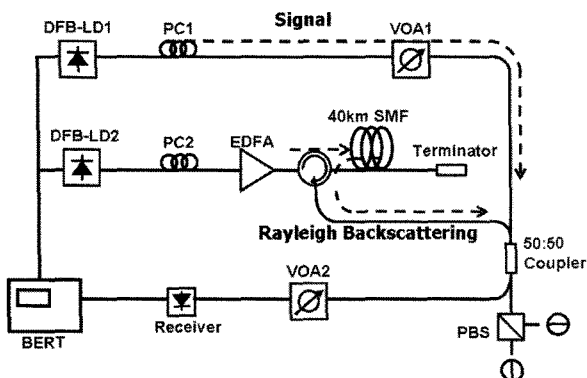 Signal
DFB-LD1
PC1
VOA1
40km SMF
DFB-LD2
PC2
EDFA
Terminator
Rayleigh Backscattering
50:50
Coupler
VOA2
BERT
Receiver
PBS